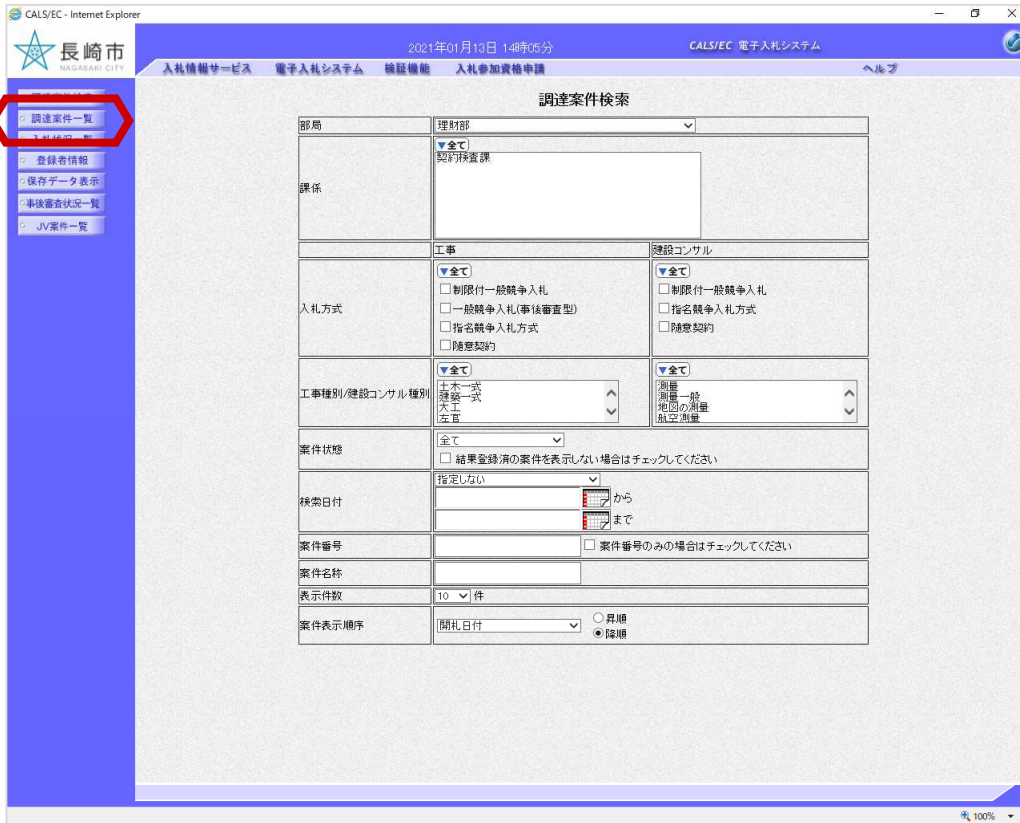 CALS/EC - Internet Explorer
長崎市
NAGASAKI CITY
2021年01月13日 14時05分
CALS/EC 電子入札システム
入札情報サービス 電子入札システム 検証機能 入札参加資格申請 ヘルプ
調達案件一覧
登録者情報
保存データ表示
事後審査状況一覧
JV案件一覧
調達案件検索
部局 理財部
課係 ▼全て
契約検査課
工事 建設コンサル
入札方式
▼全て ▼全て
制限付一般競争入札 制限付一般競争入札
一般競争入札(事後審査型) 指名競争入札方式
指名競争入札方式 随意契約
随意契約
工事種別/建設コンサル種別
▼全て ▼全て
土木一式 測量
建築一式 測量一般
大工 地図の測量
左官 航空測量
案件状態 全て
結果登録済の案件を表示しない場合はチェックしてください
検索日付 指定しない
から
まで
案件番号 案件番号のみの場合はチェックしてください
案件名称
表示件数 10 件
案件表示順序 開札日付 昇順
降順
100%